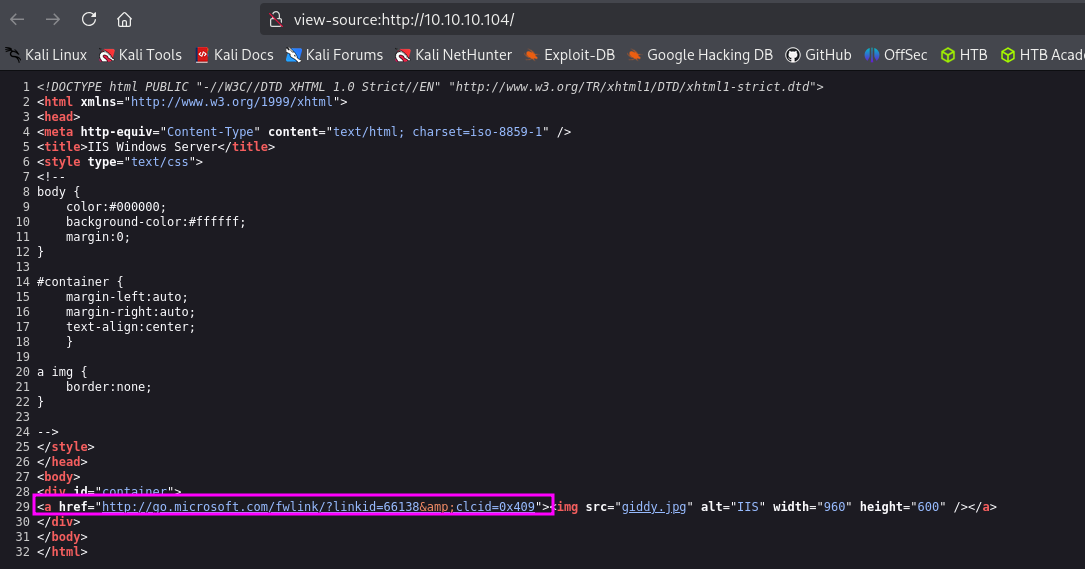 view-source:http://10.10.10.104/
Kali Linux Kali Tools Kali Docs Kali Forums Kali NetHunter Exploit-DB Google Hacking DB GitHub OffSec HTB HTB Acade
1 <!DOCTYPE html PUBLIC "-//W3C//DTD XHTML 1.0 Strict//EN" "http://www.w3.org/TR/xhtml1/DTD/xhtml1-strict.dtd">
2 <html xmlns="http://www.w3.org/1999/xhtml">
3 <head>
4 <meta http-equiv="Content-Type" content="text/html; charset=iso-8859-1" />
5 <title>IIS Windows Server</title>
6 <style type="text/css">
7 <!--
8 body {
9     color:#000000;
10     background-color:#ffffff;
11     margin:0;
12 }
13
14 #container {
15     margin-left:auto;
16     margin-right:auto;
17     text-align:center;
18     }
19
20 a img {
21     border:none;
22 }
23
24 -->
25 </style>
26 </head>
27 <body>
28 <div id="container">
29 <a href="http://go.microsoft.com/fwlink/?linkid=66138&amp;clcid=0x409"><img src="giddy.jpg" alt="IIS" width="960" height="600" /></a>
30 </div>
31 </body>
32 </html>